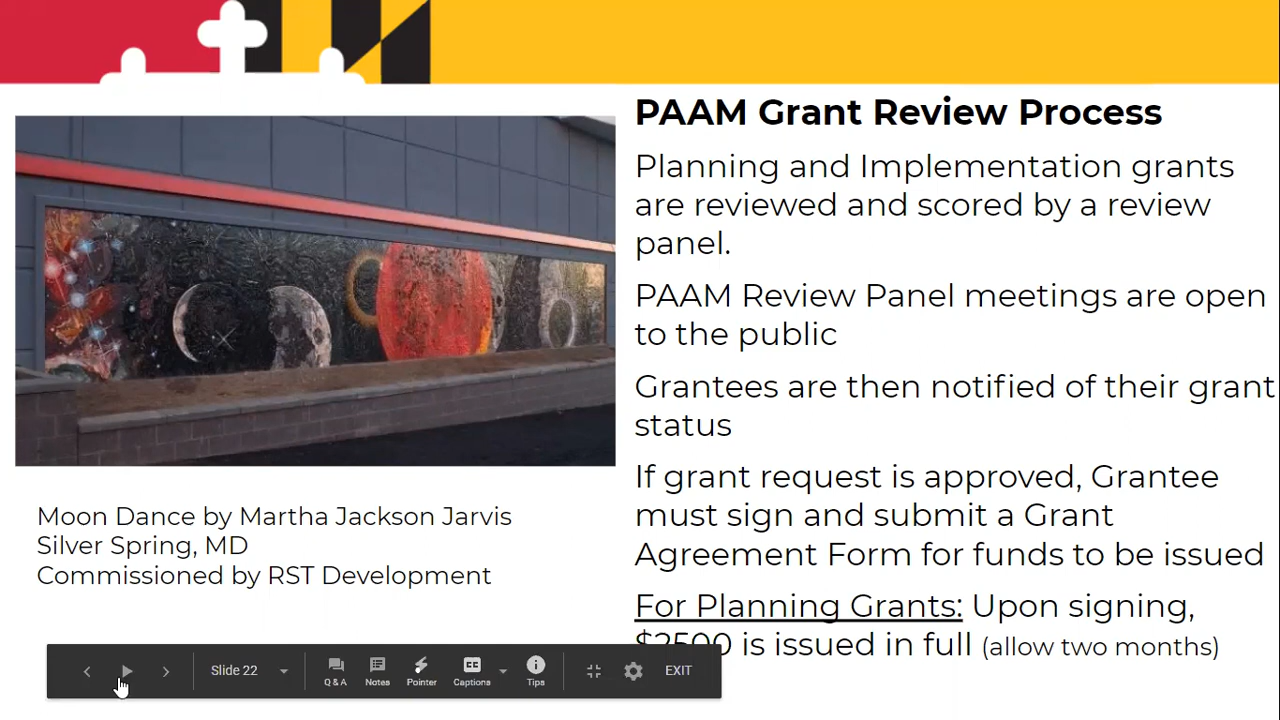 PAAM Grant Review Process
Planning and Implementation grants
are reviewed and scored by a review
panel.
PAAM Review Panel meetings are open
to the public
Grantees are then notified of their grant
status
If grant request is approved, Grantee
must sign and submit a Grant
Agreement Form for funds to be issued
For Planning Grants: Upon signing,
$2500 is issued in full (allow two months)
Moon Dance by Martha Jackson Jarvis
Silver Spring, MD
Commissioned by RST Development
Slide 22
Q & A
Notes
Pointer
Captions
Tips
EXIT